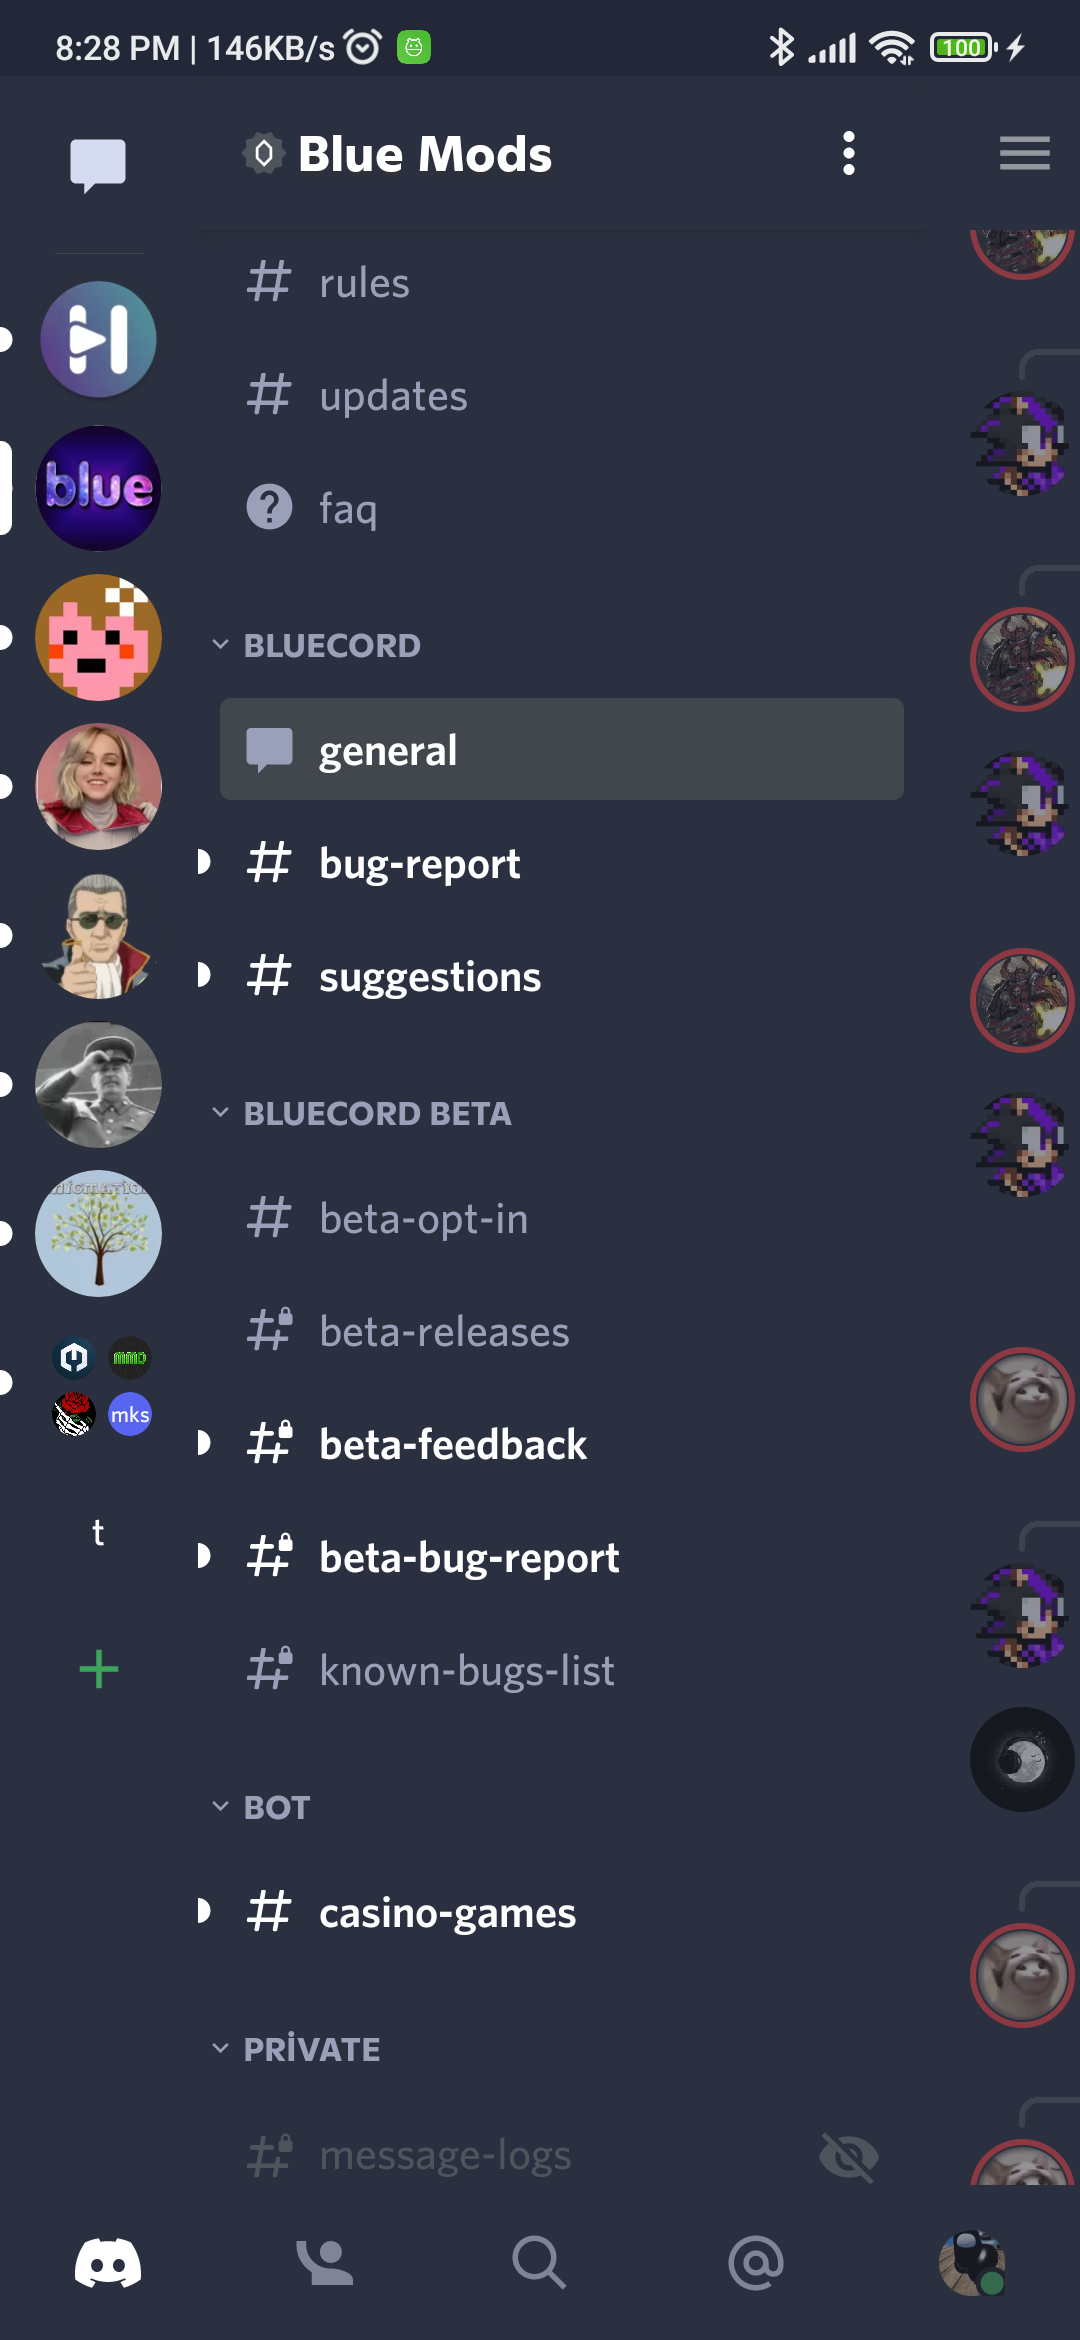 8:28 PM | 146KB/s
100
Blue Mods
rules
updates
faq
blue
BLUECORD
general
bug-report
suggestions
BLUECORD BETA
beta-opt-in
beta-releases
beta-feedback
MMD
mks
beta-bug-report
t
known-bugs-list
BOT
casino-games
PRİVATE
message-logs